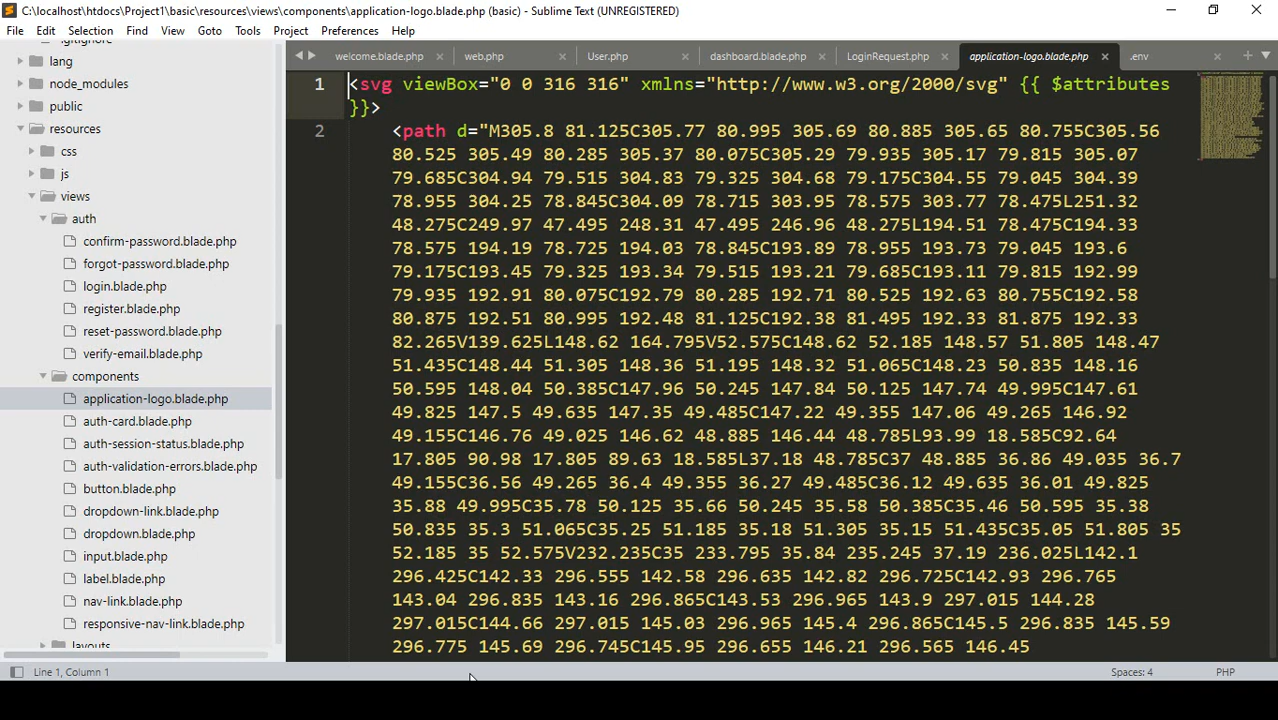 C:\localhost\htdocs\Project1\basic\resources\views\components\application-logo.blade.php (basic) - Sublime Text (UNREGISTERED)
File Edit Selection Find View Goto Tools Project Preferences Help
welcome.blade.php web.php User.php dashboard.blade.php LoginRequest.php application-logo.blade.php .env
.gitignore
lang
node_modules
public
resources
css
js
views
auth
confirm-password.blade.php
forgot-password.blade.php
login.blade.php
register.blade.php
reset-password.blade.php
verify-email.blade.php
components
application-logo.blade.php
auth-card.blade.php
auth-session-status.blade.php
auth-validation-errors.blade.php
button.blade.php
dropdown-link.blade.php
dropdown.blade.php
input.blade.php
label.blade.php
nav-link.blade.php
responsive-nav-link.blade.php
layouts
1 <svg viewBox="0 0 316 316" xmlns="http://www.w3.org/2000/svg" {{ $attributes
}}>
2 <path d="M305.8 81.125C305.77 80.995 305.69 80.885 305.65 80.755C305.56
80.525 305.49 80.285 305.37 80.075C305.29 79.935 305.17 79.815 305.07
79.685C304.94 79.515 304.83 79.325 304.68 79.175C304.55 79.045 304.39
78.955 304.25 78.845C304.09 78.715 303.95 78.575 303.77 78.475L251.32
48.275C249.97 47.495 248.31 47.495 246.96 48.275L194.51 78.475C194.33
78.575 194.19 78.725 194.03 78.845C193.89 78.955 193.73 79.045 193.6
79.175C193.45 79.325 193.34 79.515 193.21 79.685C193.11 79.815 192.99
79.935 192.91 80.075C192.79 80.285 192.71 80.525 192.63 80.755C192.58
80.875 192.51 80.995 192.48 81.125C192.38 81.495 192.33 81.875 192.33
82.265V139.625L148.62 164.795V52.575C148.62 52.185 148.57 51.805 148.47
51.435C148.44 51.305 148.36 51.195 148.32 51.065C148.23 50.835 148.16
50.595 148.04 50.385C147.96 50.245 147.84 50.125 147.74 49.995C147.61
49.825 147.5 49.635 147.35 49.485C147.22 49.355 147.06 49.265 146.92
49.155C146.76 49.025 146.62 48.885 146.44 48.785L93.99 18.585C92.64
17.805 90.98 17.805 89.63 18.585L37.18 48.785C37 48.885 36.86 49.035 36.7
49.155C36.56 49.265 36.4 49.355 36.27 49.485C36.12 49.635 36.01 49.825
35.88 49.995C35.78 50.125 35.66 50.245 35.58 50.385C35.46 50.595 35.38
50.835 35.3 51.065C35.25 51.185 35.18 51.305 35.15 51.435C35.05 51.805 35
52.185 35 52.575V232.235C35 233.795 35.84 235.245 37.19 236.025L142.1
296.425C142.33 296.555 142.58 296.635 142.82 296.725C142.93 296.765
143.04 296.835 143.16 296.865C143.53 296.965 143.9 297.015 144.28
297.015C144.66 297.015 145.03 296.965 145.4 296.865C145.5 296.835 145.59
296.775 145.69 296.745C145.95 296.655 146.21 296.565 146.45
Line 1, Column 1 Spaces: 4 PHP